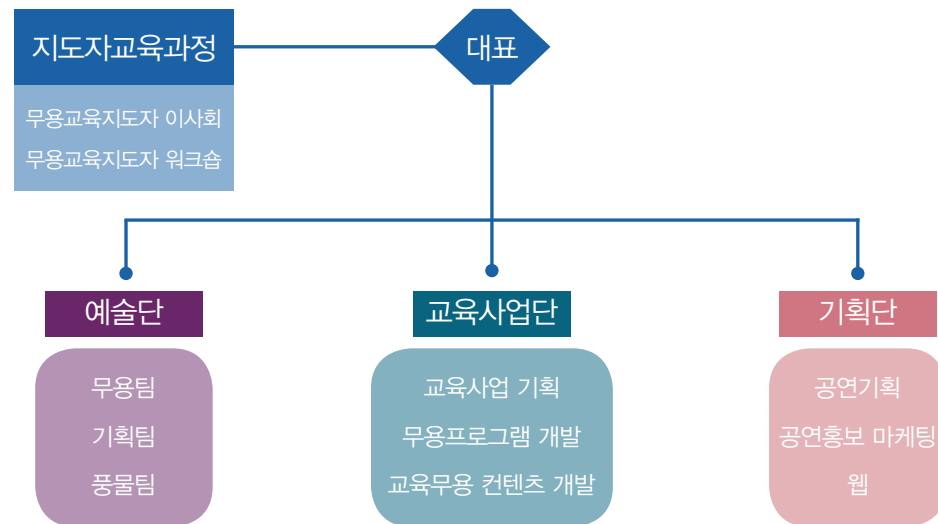 지도자교육과정
대표
무용교육지도자 이사회
무용교육지도자 워크숍
예술단
무용팀
기획팀
풍물팀
교육사업단
교육사업 기획
무용프로그램 개발
교육무용 컨텐츠 개발
기획단
공연기획
공연홍보 마케팅
웹